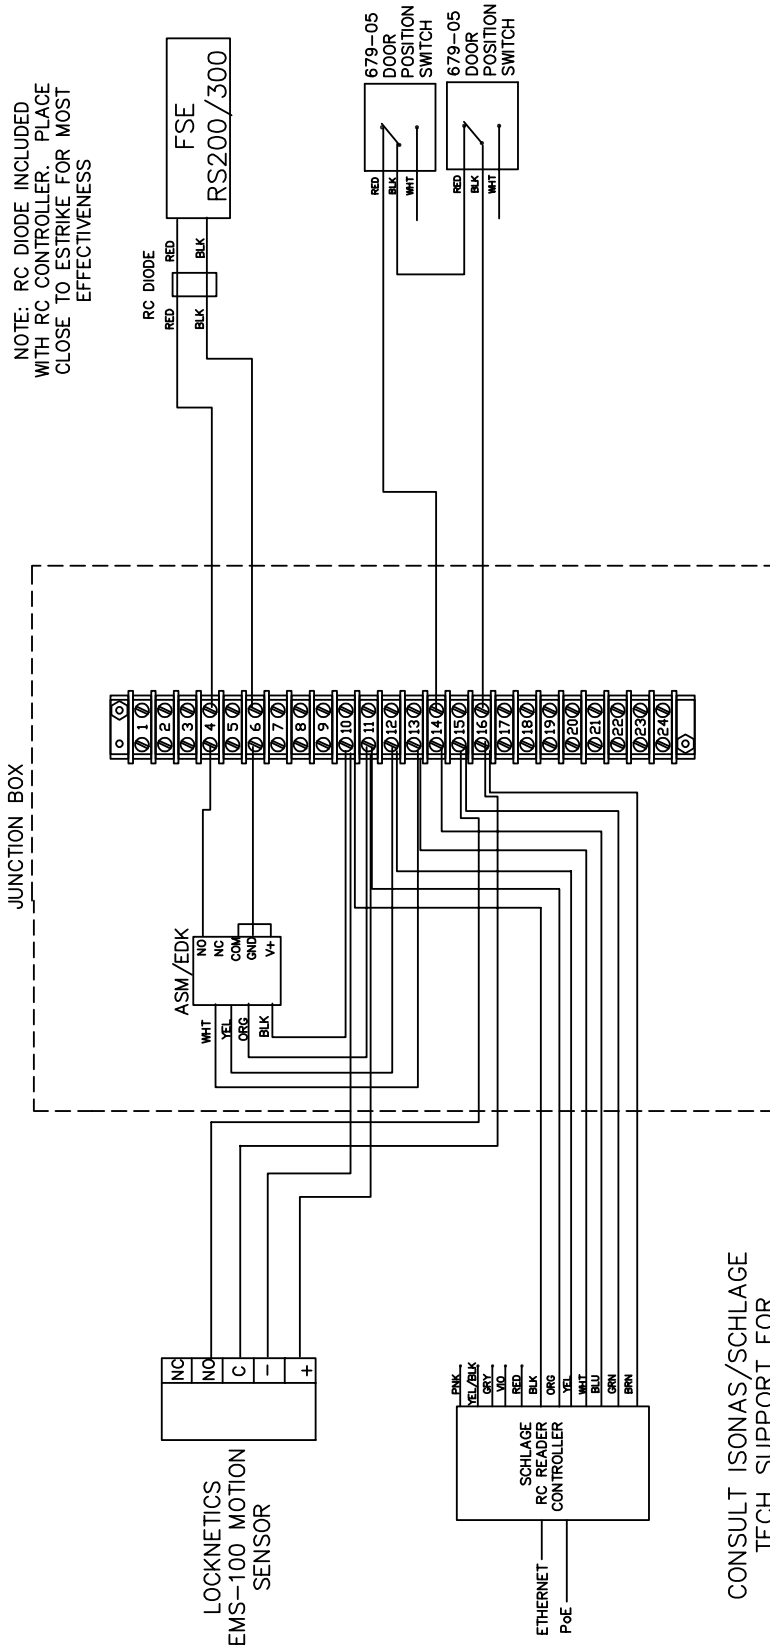 NOTE: RC DIODE INCLUDED
WITH RC CONTROLLER. PLACE
CLOSE TO ESTRIKE FOR MOST
EFFECTIVENESS
FSE
RS200/300
RC DIODE
RED
BLK
RED
BLK
679-05
DOOR
POSITION
SWITCH
RED
BLK
WHT
679-05
DOOR
POSITION
SWITCH
RED
BLK
WHT
JUNCTION BOX
1
2
3
4
5
6
7
8
9
10
11
12
13
14
15
16
17
18
19
20
21
22
23
24
ASM/EDK
NO
NC
COM
GND
V+
WHT
YEL
ORG
BLK
LOCKNETICS
EMS-100 MOTION
SENSOR
NC
NO
C
-
+
SCHLAGE
RC READER
CONTROLLER
PNK
YEL/BLK
GRY
VIO
RED
BLK
ORG
YEL
WHT
BLU
GRN
BRN
ETHERNET
PoE
CONSULT ISONAS/SCHLAGE
TECH SUPPORT FOR